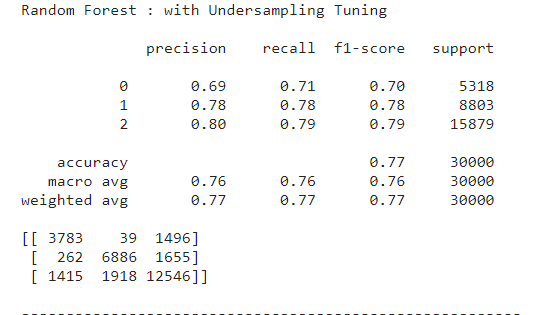 Random Forest : with Undersampling Tuning
precision recall f1-score support
0 0.69 0.71 0.70 5318
1 0.78 0.78 0.78 8803
2 0.80 0.79 0.79 15879
accuracy 0.77 30000
macro avg 0.76 0.76 0.76 30000
weighted avg 0.77 0.77 0.77 30000
[[ 3783 39 1496]
[ 262 6886 1655]
[ 1415 1918 12546]]
--------------------------------------------------------